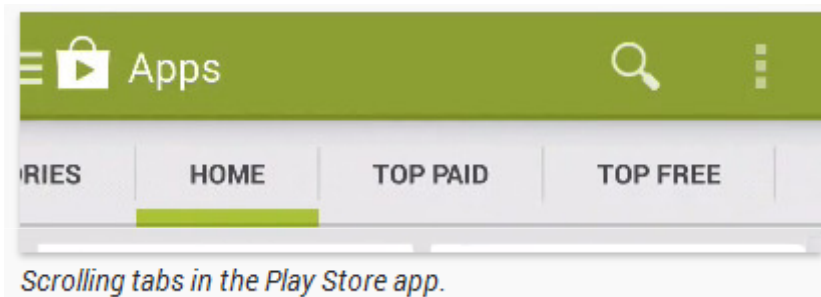 Apps
RIES HOME TOP PAID TOP FREE
Scrolling tabs in the Play Store app.